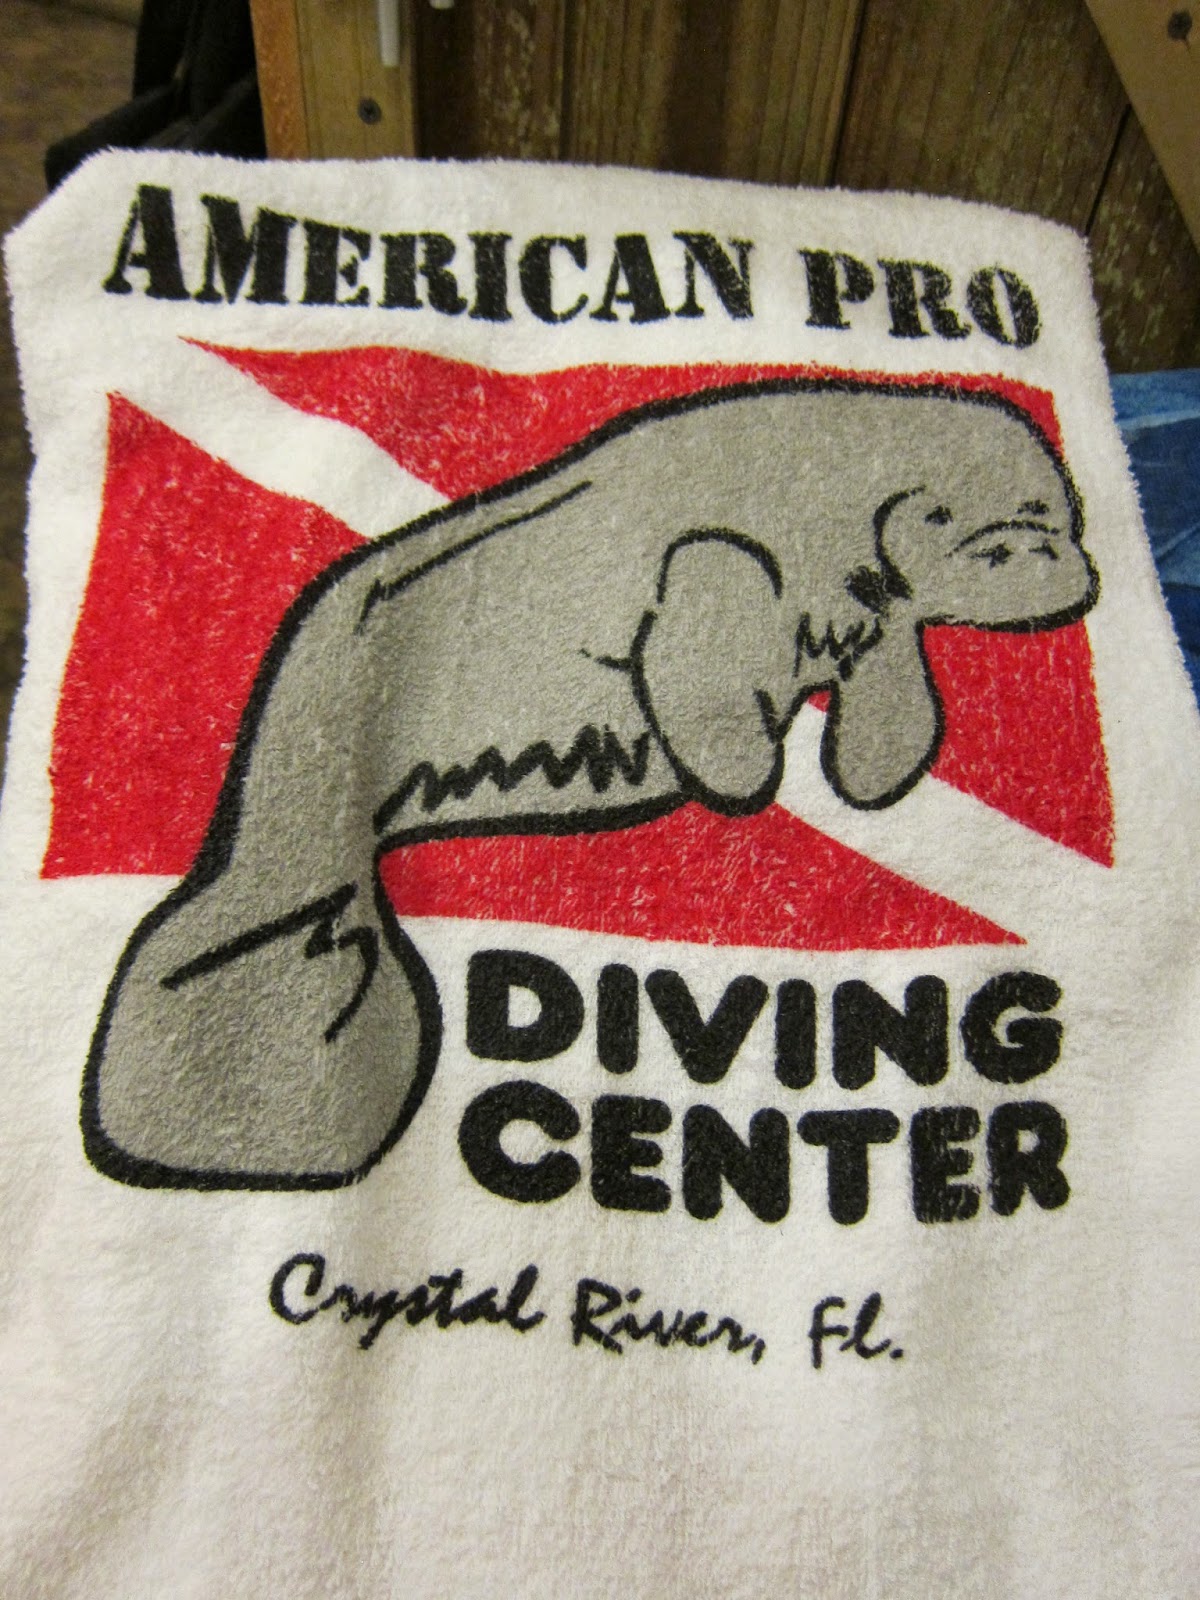 AMERICAN PRO
DIVING
CENTER
Crystal River, Fl.